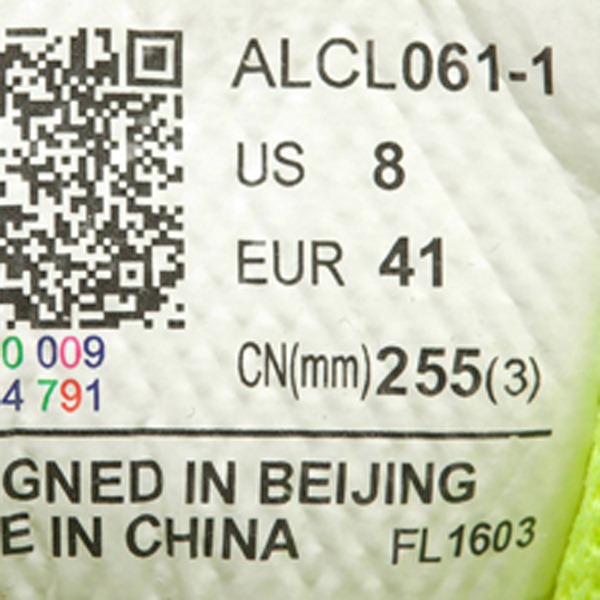 ALCL061-1
US 8
EUR 41
CN(mm)255(3)
0 009
4 791
GNED IN BEIJING
E IN CHINA FL1603